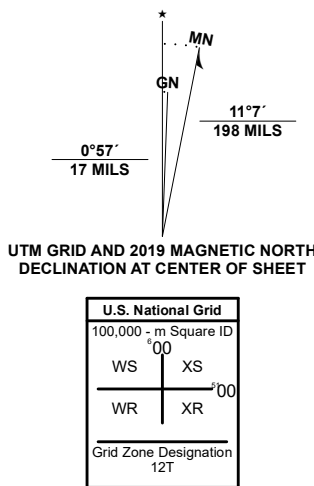 ★
MN
GN
11°7´
198 MILS
0°57´
17 MILS
UTM GRID AND 2019 MAGNETIC NORTH
DECLINATION AT CENTER OF SHEET
U.S. National Grid
100,000 - m Square ID
600
WS XS
5100
WR XR
Grid Zone Designation
12T